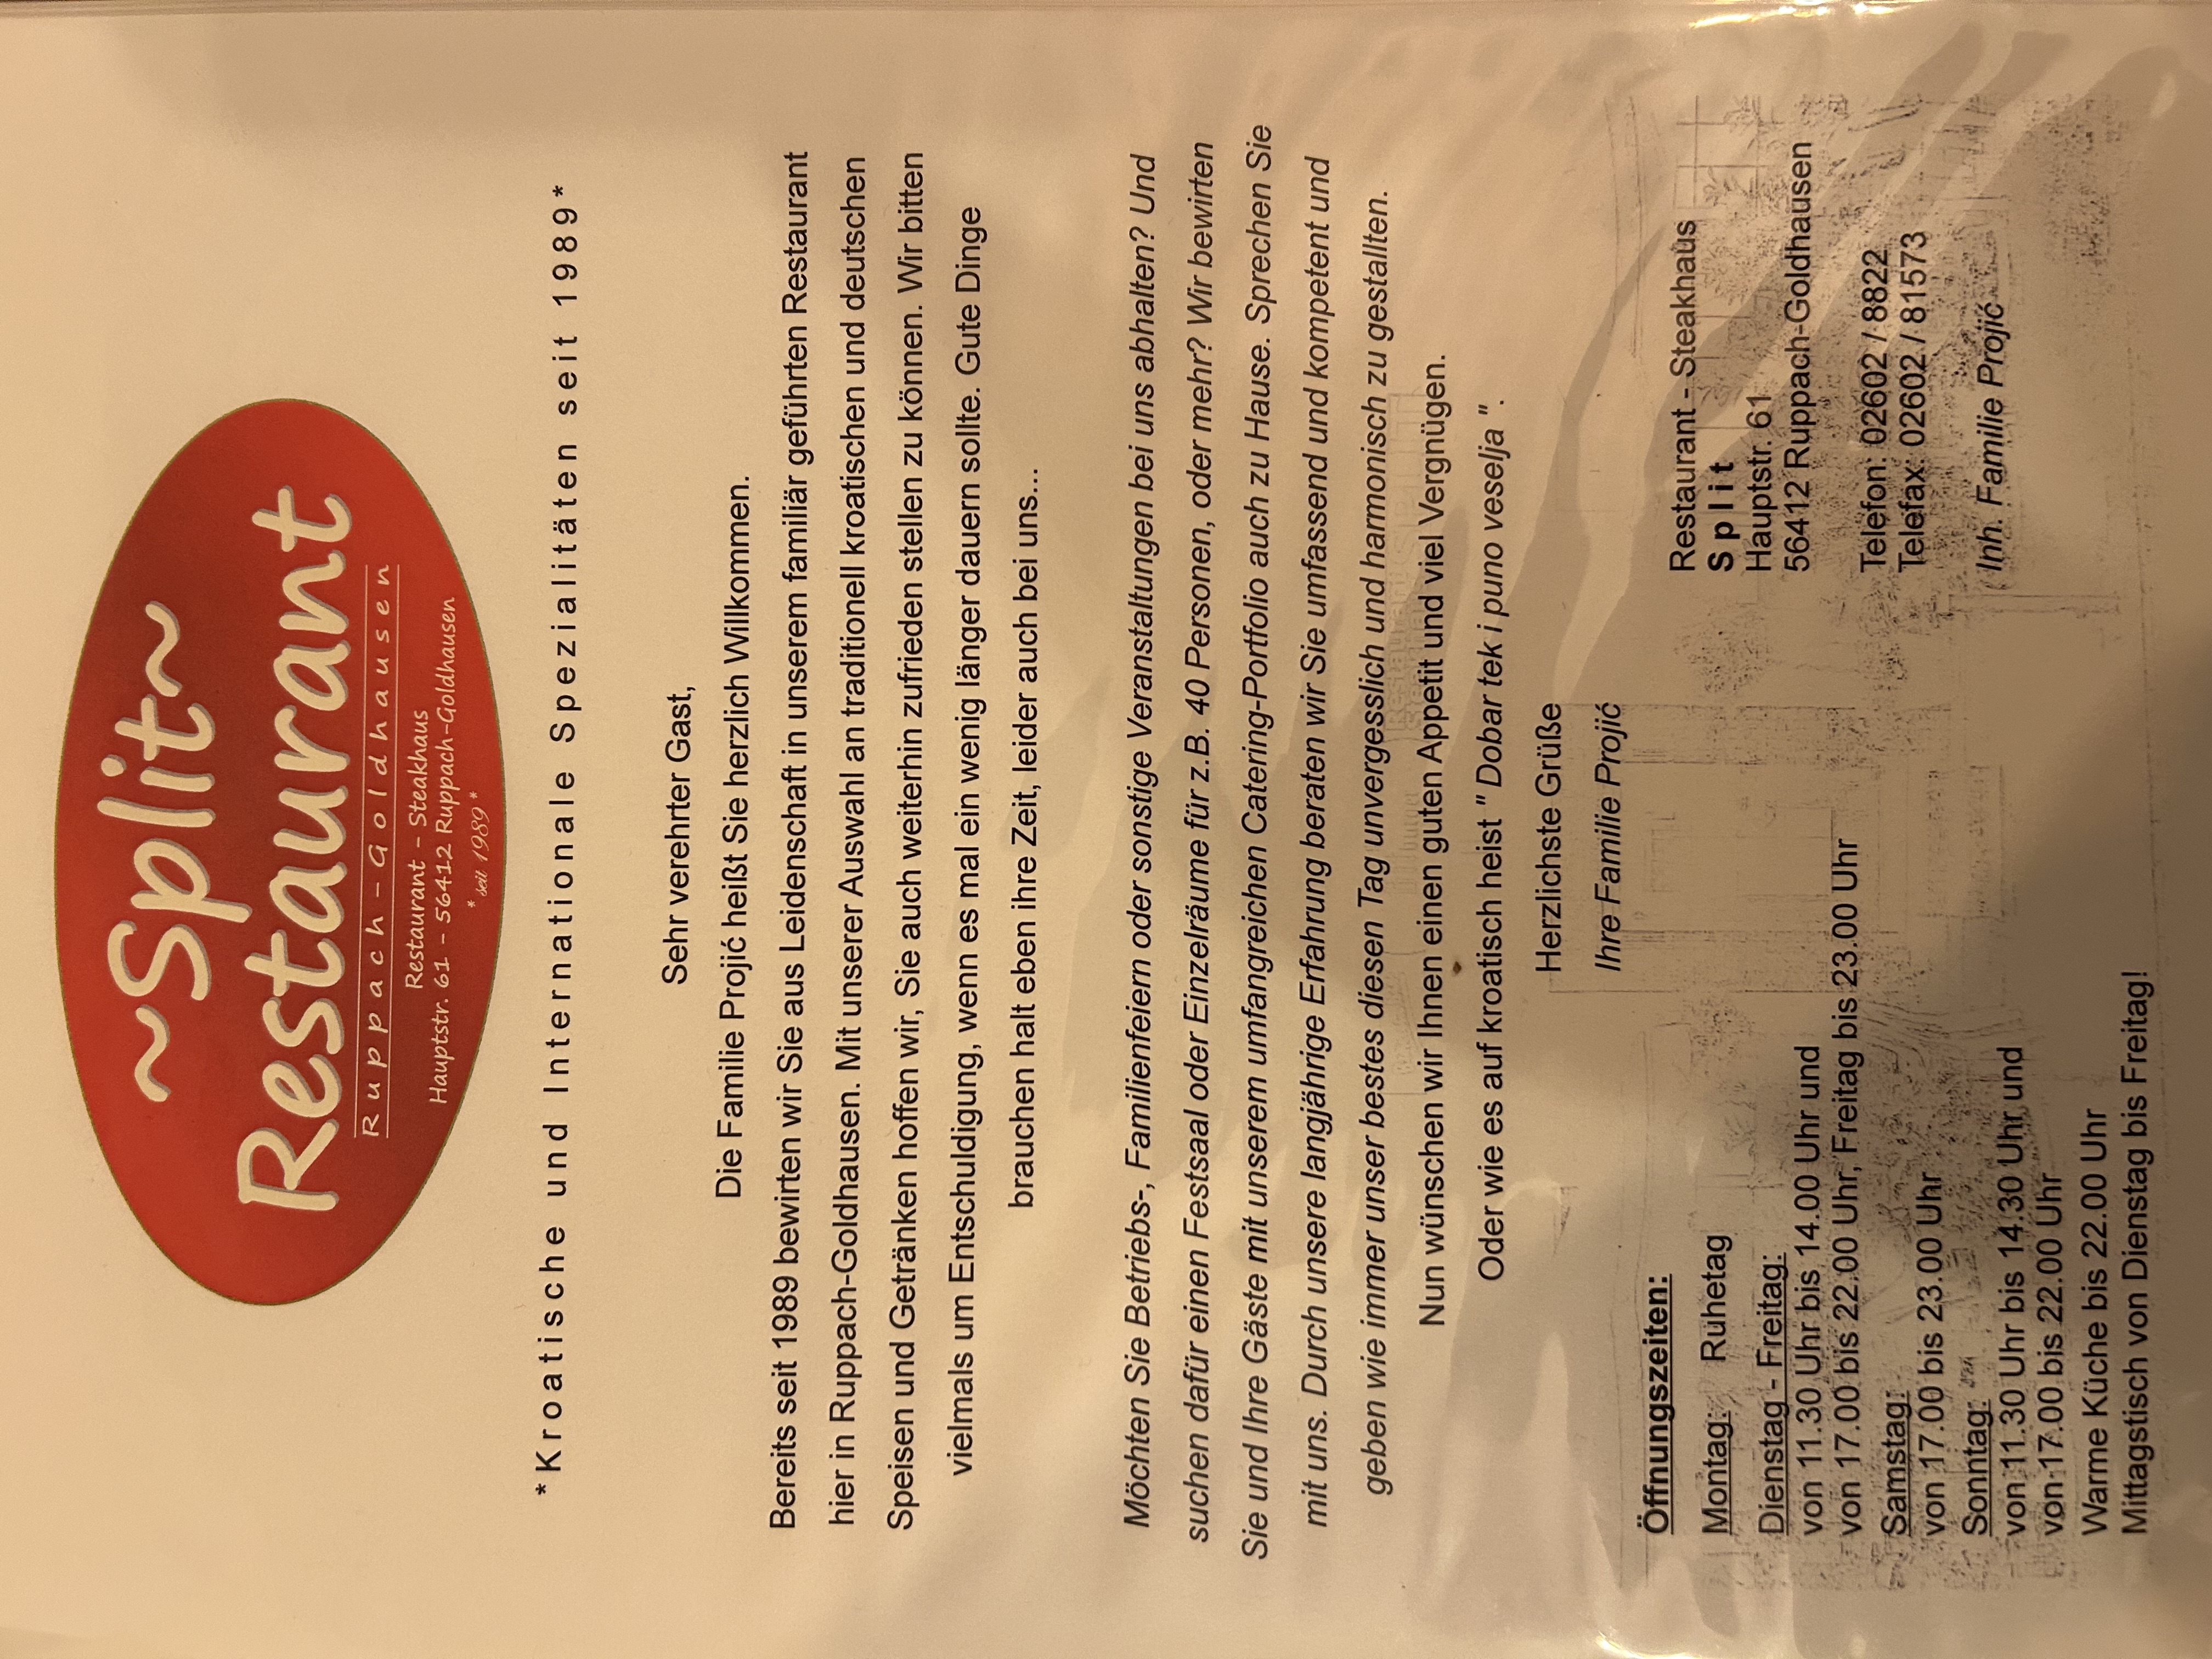 ~Split~
Restaurant
Ruppach-Goldhausen
Restaurant - Steakhaus
Hauptstr. 61 - 56412 Ruppach-Goldhausen
* seit 1989 *
*Kroatische und Internationale Spezialitäten seit 1989*
Sehr verehrter Gast,
Die Familie Projić heißt Sie herzlich Willkommen.
Bereits seit 1989 bewirten wir Sie aus Leidenschaft in unserem familiär geführten Restaurant
hier in Ruppach-Goldhausen. Mit unserer Auswahl an traditionell kroatischen und deutschen
Speisen und Getränken hoffen wir, Sie auch weiterhin zufrieden stellen zu können. Wir bitten
vielmals um Entschuldigung, wenn es mal ein wenig länger dauern sollte. Gute Dinge
brauchen halt eben ihre Zeit, leider auch bei uns...
Möchten Sie Betriebs-, Familienfeiern oder sonstige Veranstaltungen bei uns abhalten? Und
suchen dafür einen Festsaal oder Einzelräume für z.B. 40 Personen, oder mehr? Wir bewirten
Sie und Ihre Gäste mit unserem umfangreichen Catering-Portfolio auch zu Hause. Sprechen Sie
mit uns. Durch unsere langjährige Erfahrung beraten wir Sie umfassend und kompetent und
geben wie immer unser bestes diesen Tag unvergesslich und harmonisch zu gestallten.
Nun wünschen wir Ihnen einen guten Appetit und viel Vergnügen.
Oder wie es auf kroatisch heist " Dobar tek i puno veselja ".
Herzlichste Grüße
Ihre Familie Projić
Öffnungszeiten:
Montag: Ruhetag
Dienstag - Freitag:
von 11.30 Uhr bis 14.00 Uhr und
von 17.00 bis 22.00 Uhr, Freitag bis 23.00 Uhr
Samstag:
von 17.00 bis 23.00 Uhr
Sonntag:
von 11.30 Uhr bis 14.30 Uhr und
von 17.00 bis 22.00 Uhr
Warme Küche bis 22.00 Uhr
Mittagstisch von Dienstag bis Freitag!
Restaurant - Steakhaus
Split
Hauptstr. 61
56412 Ruppach-Goldhausen
Telefon: 02602 / 8822
Telefax: 02602 / 81573
Inh. Familie Projić